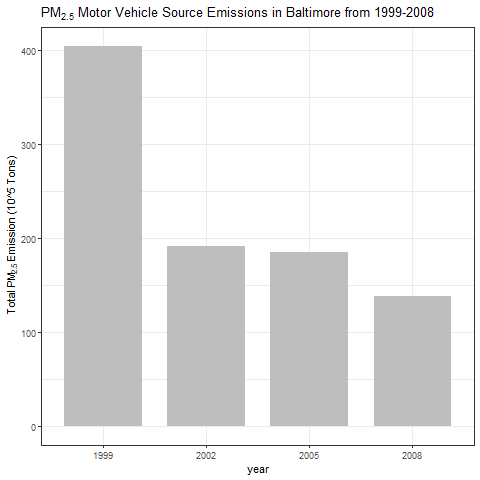 PM2.5 Motor Vehicle Source Emissions in Baltimore from 1999-2008
Total PM2.5 Emission (10^5 Tons)
400
300
200
100
0
1999 2002 2005 2008
year